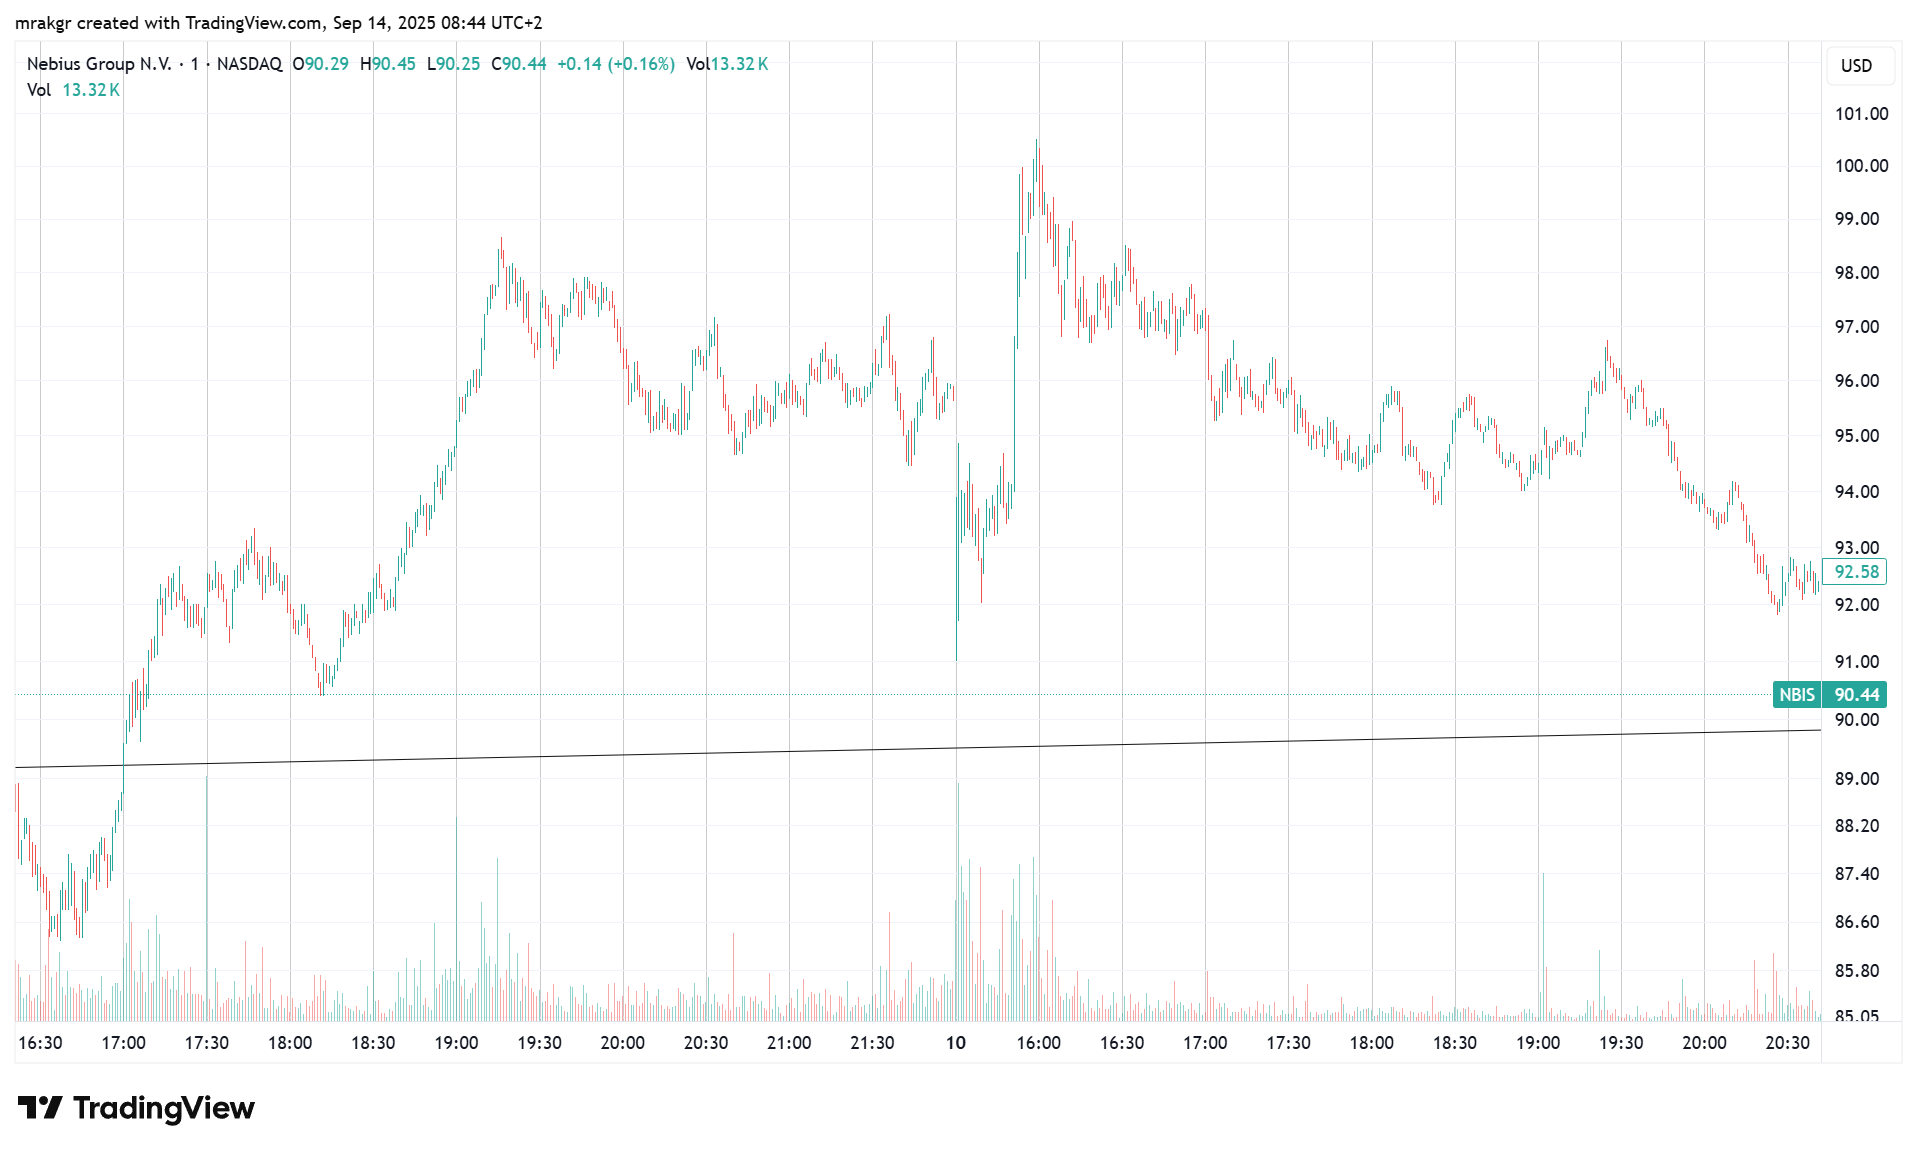 mrakgr created with TradingView.com, Sep 14, 2025 08:44 UTC+2
Nebius Group N.V. · 1 · NASDAQ O90.29 H90.45 L90.25 C90.44 +0.14 (+0.16%) Vol13.32 K
Vol 13.32 K
USD
101.00
100.00
99.00
98.00
97.00
96.00
95.00
94.00
93.00
92.58
92.00
91.00
NBIS 90.44
90.00
89.00
88.20
87.40
86.60
85.80
85.05
16:30 17:00 17:30 18:00 18:30 19:00 19:30 20:00 20:30 21:00 21:30 10 16:00 16:30 17:00 17:30 18:00 18:30 19:00 19:30 20:00 20:30
TradingView